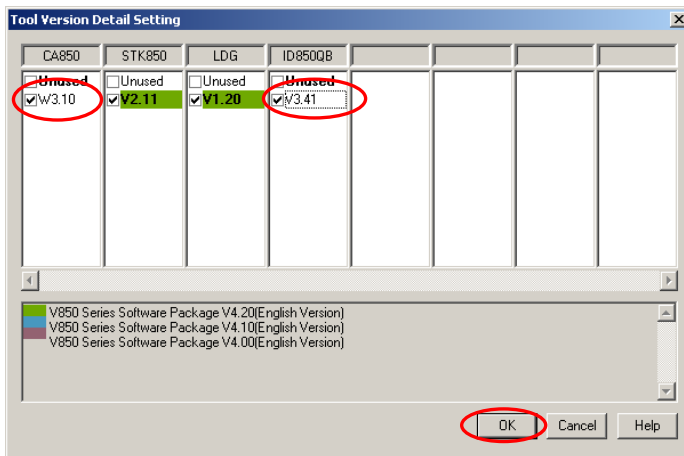 Tool Version Detail Setting
CA850 STK850 LDG ID850QB
Unused Unused Unused Unused
W3.10 V2.11 V1.20 V3.41
V850 Series Software Package V4.20(English Version)
V850 Series Software Package V4.10(English Version)
V850 Series Software Package V4.00(English Version)
OK Cancel Help